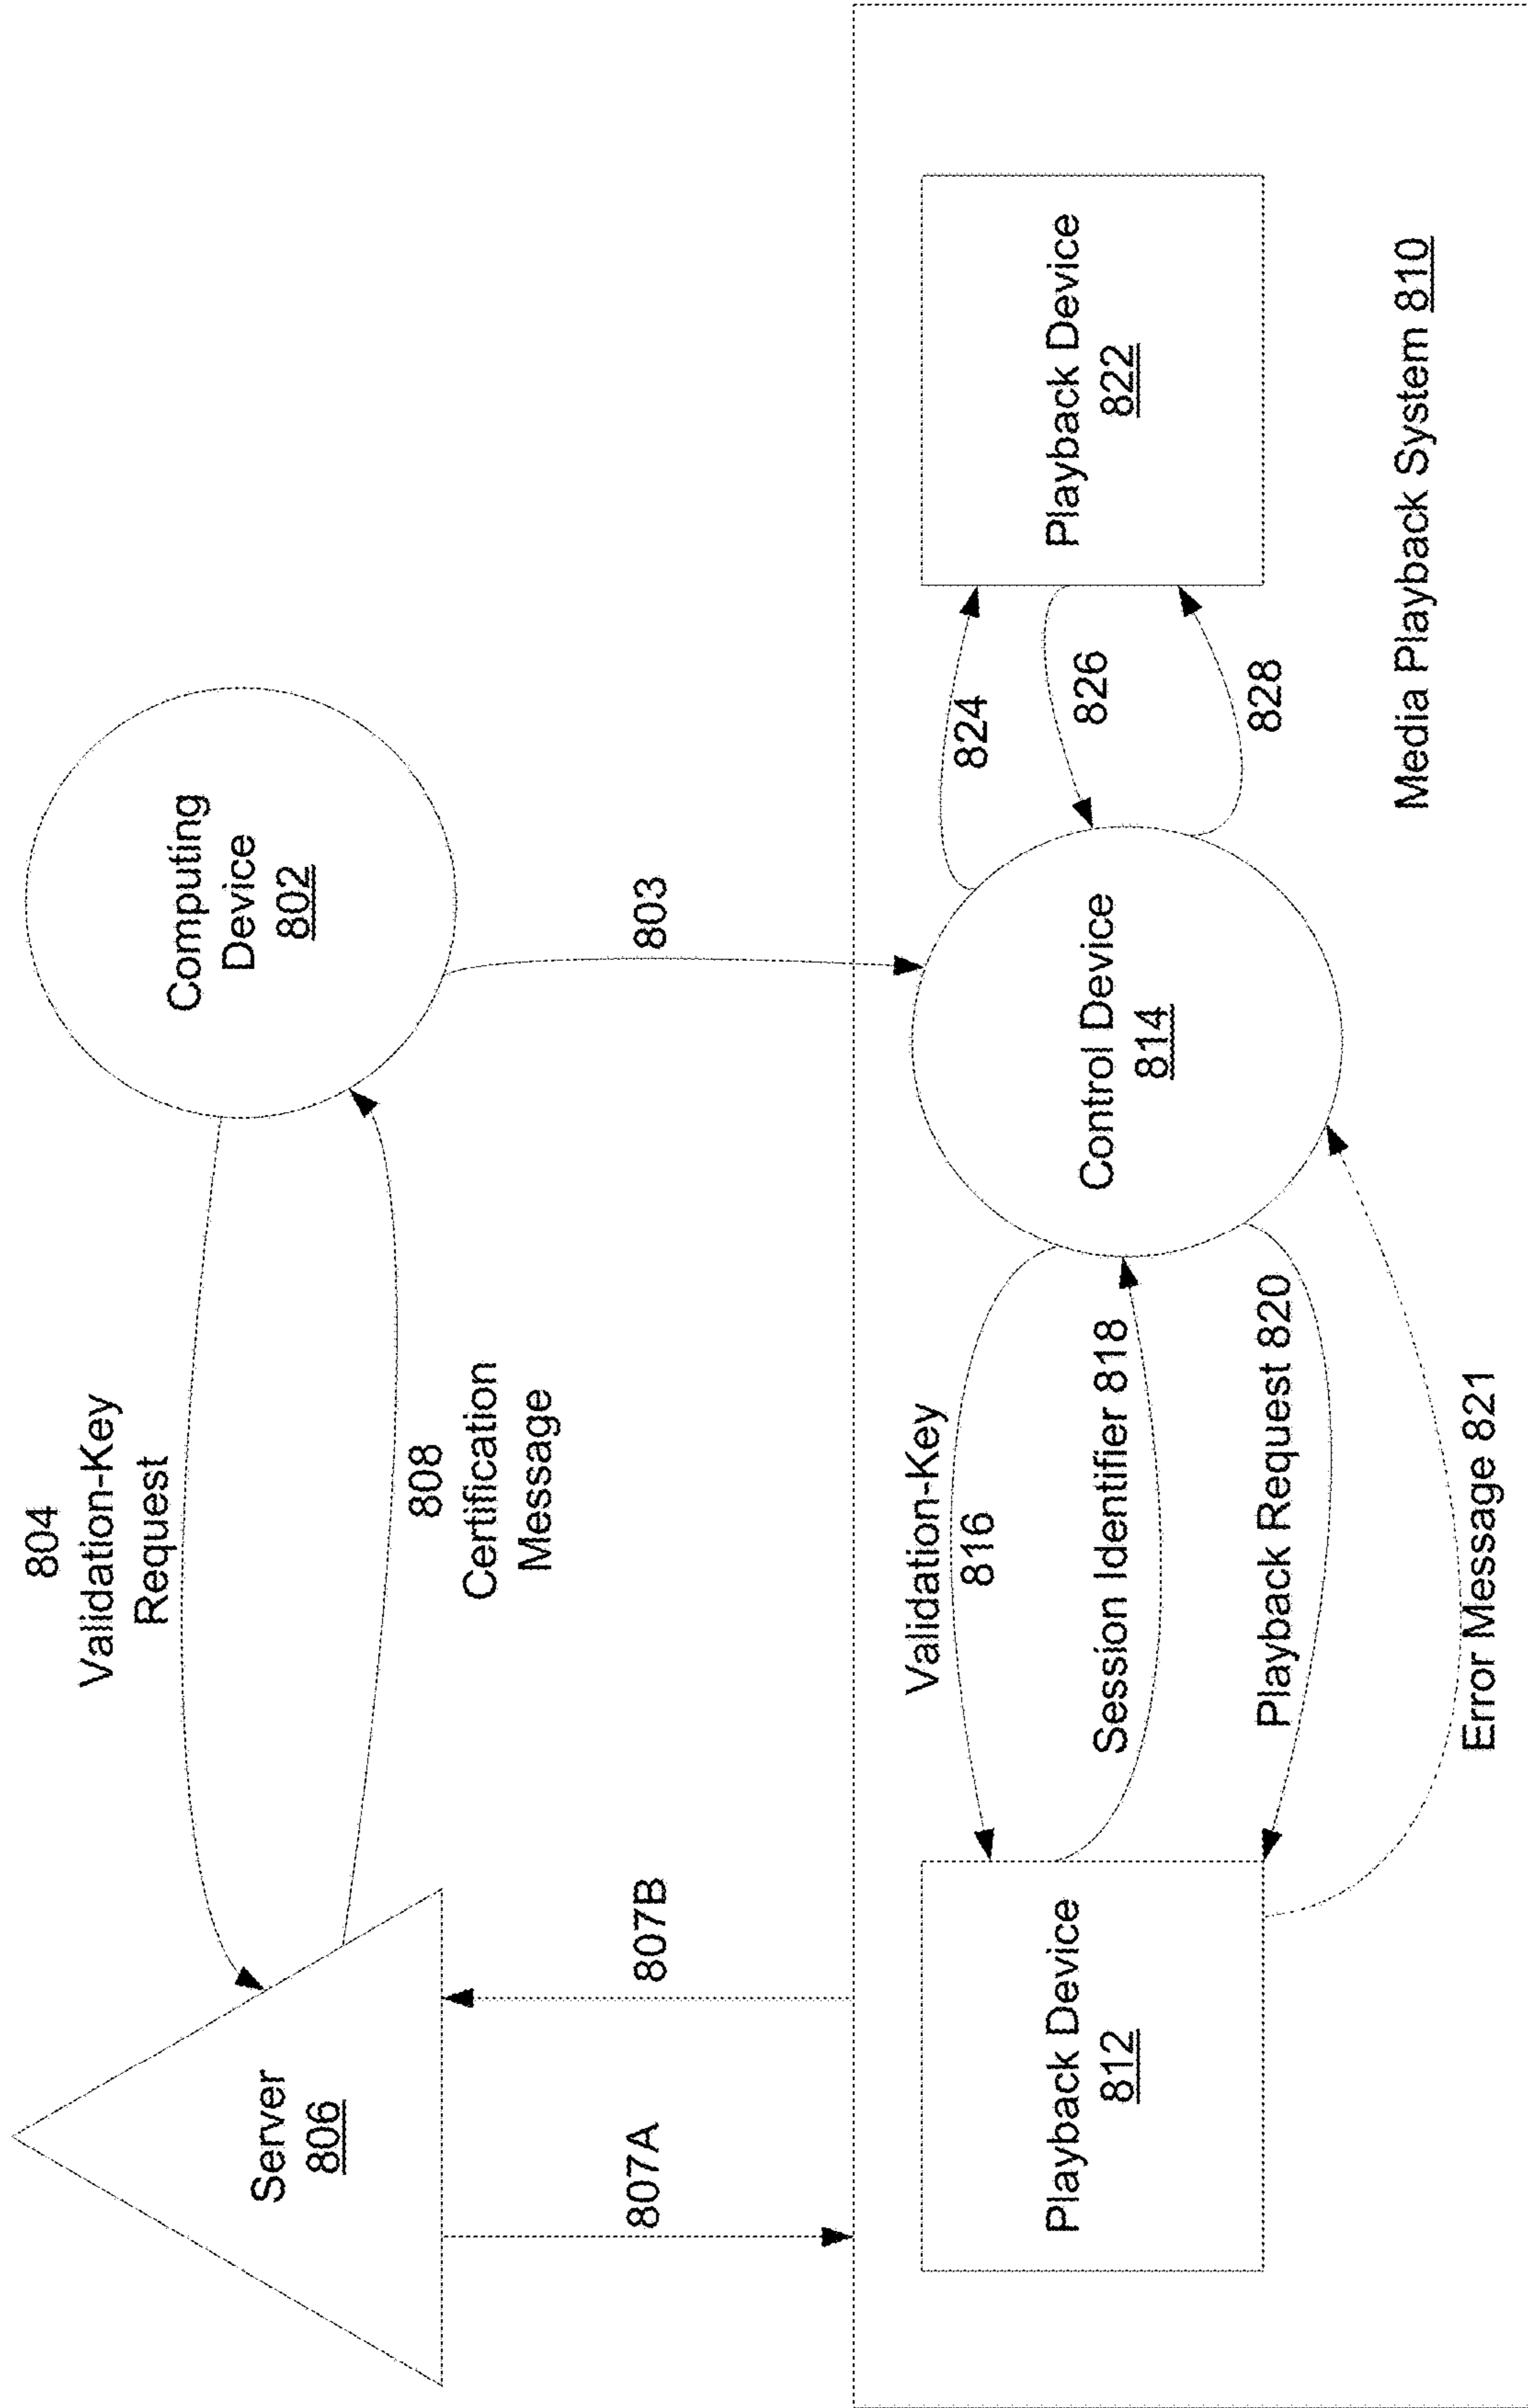 Server
806
804
Validation-Key
Request
808
Certification
Message
Computing
Device
802
807A
807B
803
Playback Device
812
Validation-Key
816
Session Identifier 818
Playback Request 820
Error Message 821
Control Device
814
824
826
828
Playback Device
822
Media Playback System 810